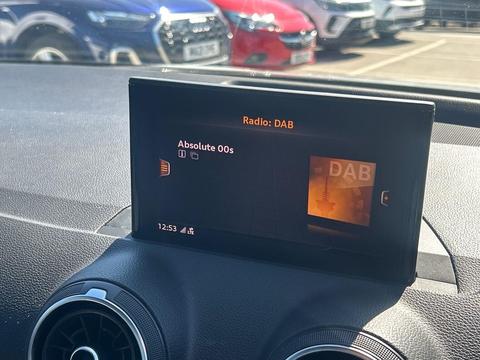 Radio: DAB
Absolute 00s
DAB
12:53